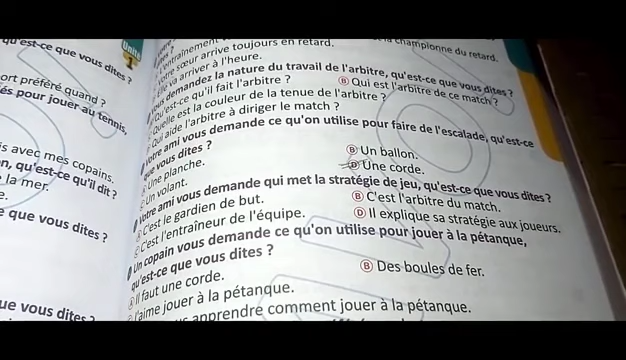 qu'est-ce que vous dites ?
ort préféré quand ?
és pour jouer au tennis,
is avec mes copains.
n, qu'est-ce qu'il dit ?
la mer.
e que vous dites ?
ue vous dites ?
Unité
1
la championne du retard.
sœur arrive toujours en retard.
va arriver à l'heure.
demandez la nature du travail de l'arbitre, qu'est-ce que vous dites ?
Qu'est-ce qu'il fait l'arbitre ?
B Qui est l'arbitre de ce match ?
Quelle est la couleur de la tenue de l'arbitre ?
Qui aide l'arbitre à diriger le match ?
Votre ami vous demande ce qu'on utilise pour faire de l'escalade, qu'est-ce
que vous dites ?
Une planche.
B Un ballon.
Un volant.
D Une corde.
Votre ami vous demande qui met la stratégie de jeu, qu'est-ce que vous dites ?
A C'est le gardien de but.
B C'est l'arbitre du match.
C C'est l'entraîneur de l'équipe.
D Il explique sa stratégie aux joueurs.
Un copain vous demande ce qu'on utilise pour jouer à la pétanque,
qu'est-ce que vous dites ?
A Il faut une corde.
B Des boules de fer.
J'aime jouer à la pétanque.
apprendre comment jouer à la pétanque.